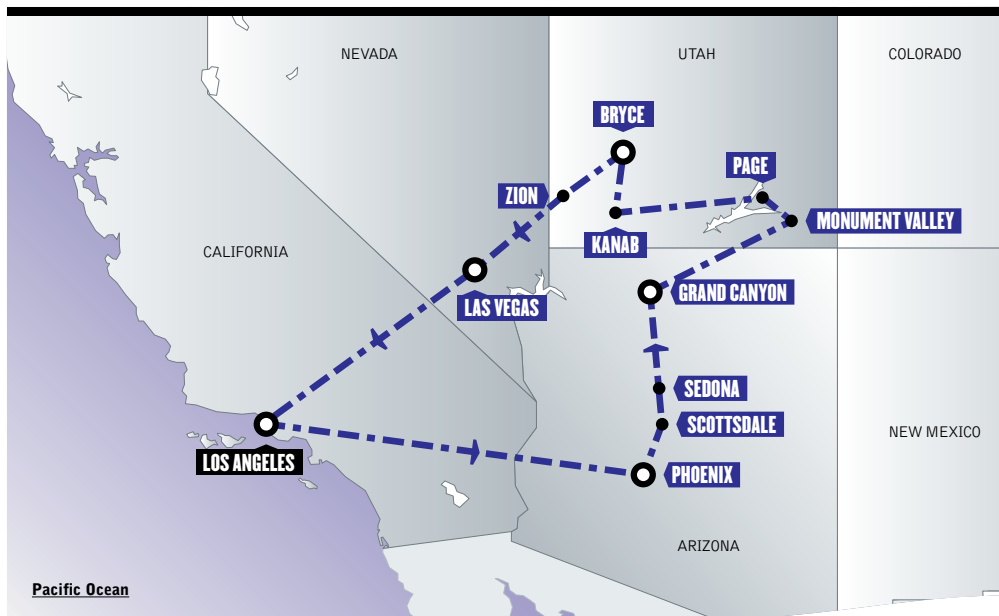 NEVADA
UTAH
COLORADO
BRYCE
PAGE
ZION
MONUMENT VALLEY
KANAB
CALIFORNIA
GRAND CANYON
LAS VEGAS
SEDONA
SCOTTSDALE
NEW MEXICO
LOS ANGELES
PHOENIX
ARIZONA
Pacific Ocean